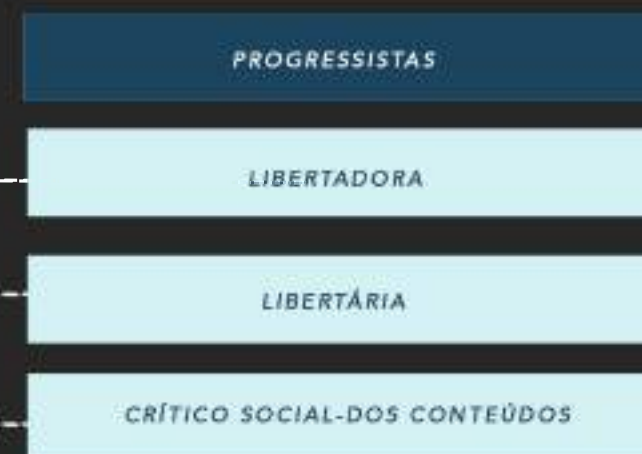 PROGRESSISTAS
LIBERTADORA
LIBERTÁRIA
CRÍTICO SOCIAL-DOS CONTEÚDOS